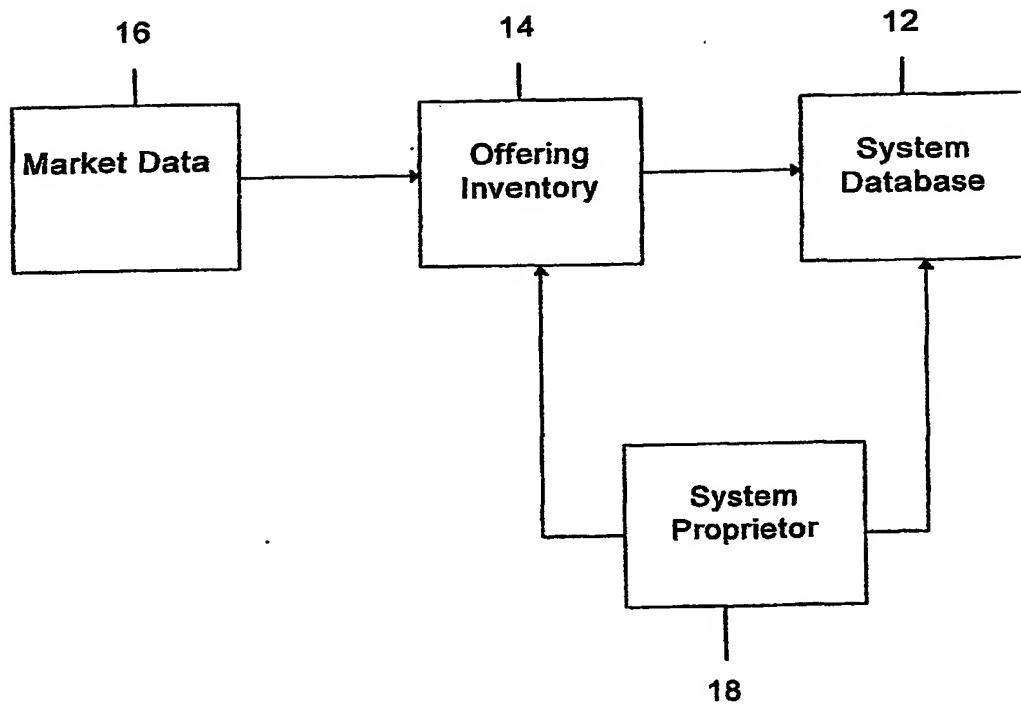 16
14
12
Market Data
Offering
Inventory
System
Database
System
Proprietor
18